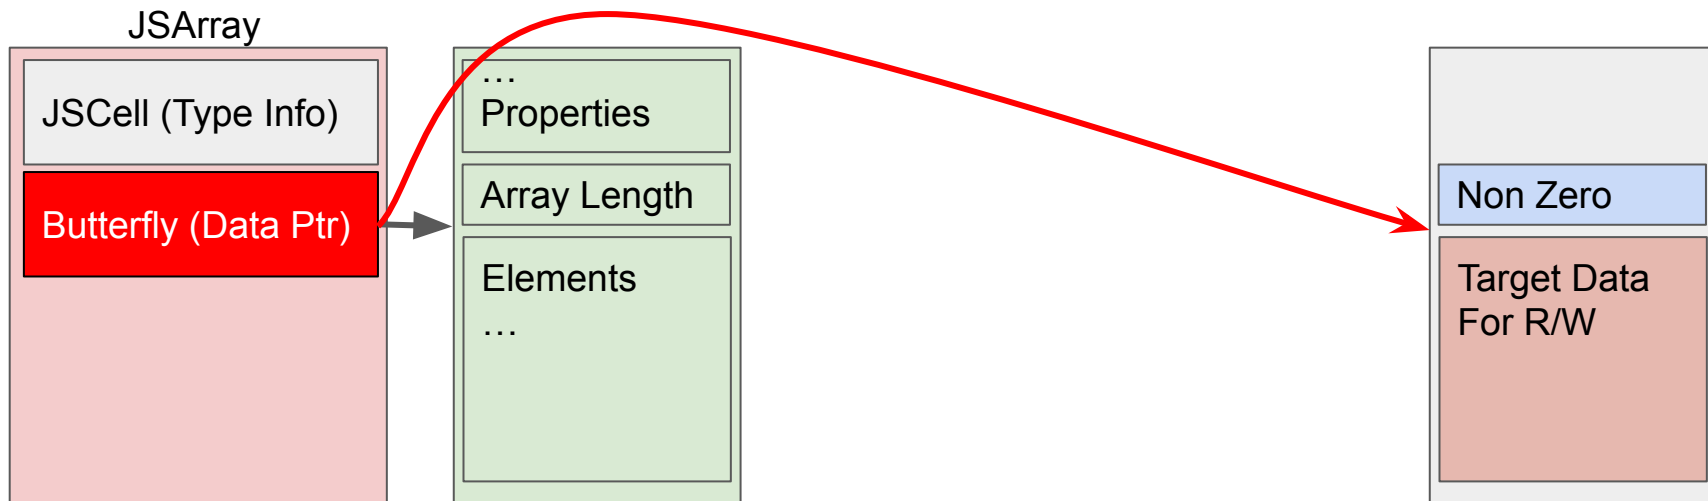 JSArray
JSCell (Type Info)
Butterfly (Data Ptr)
…
Properties
Array Length
Elements
…
Non Zero
Target Data
For R/W